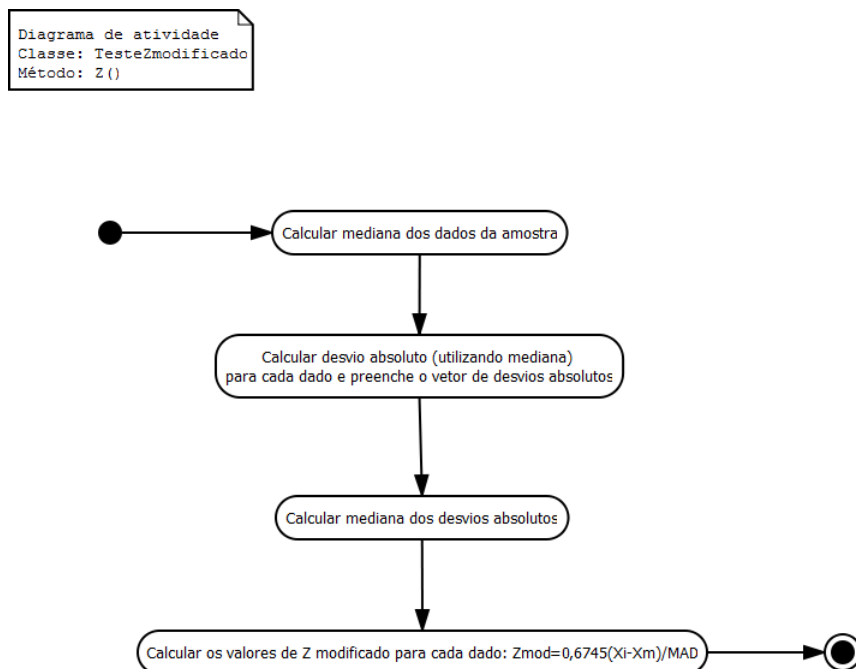 Diagrama de atividade
Classe: TesteZmodificado
Método: Z()
Calcular mediana dos dados da amostra
Calcular desvio absoluto (utilizando mediana)
para cada dado e preenche o vetor de desvios absolutos
Calcular mediana dos desvios absolutos
Calcular os valores de Z modificado para cada dado: Zmod=0,6745(Xi-Xm)/MAD